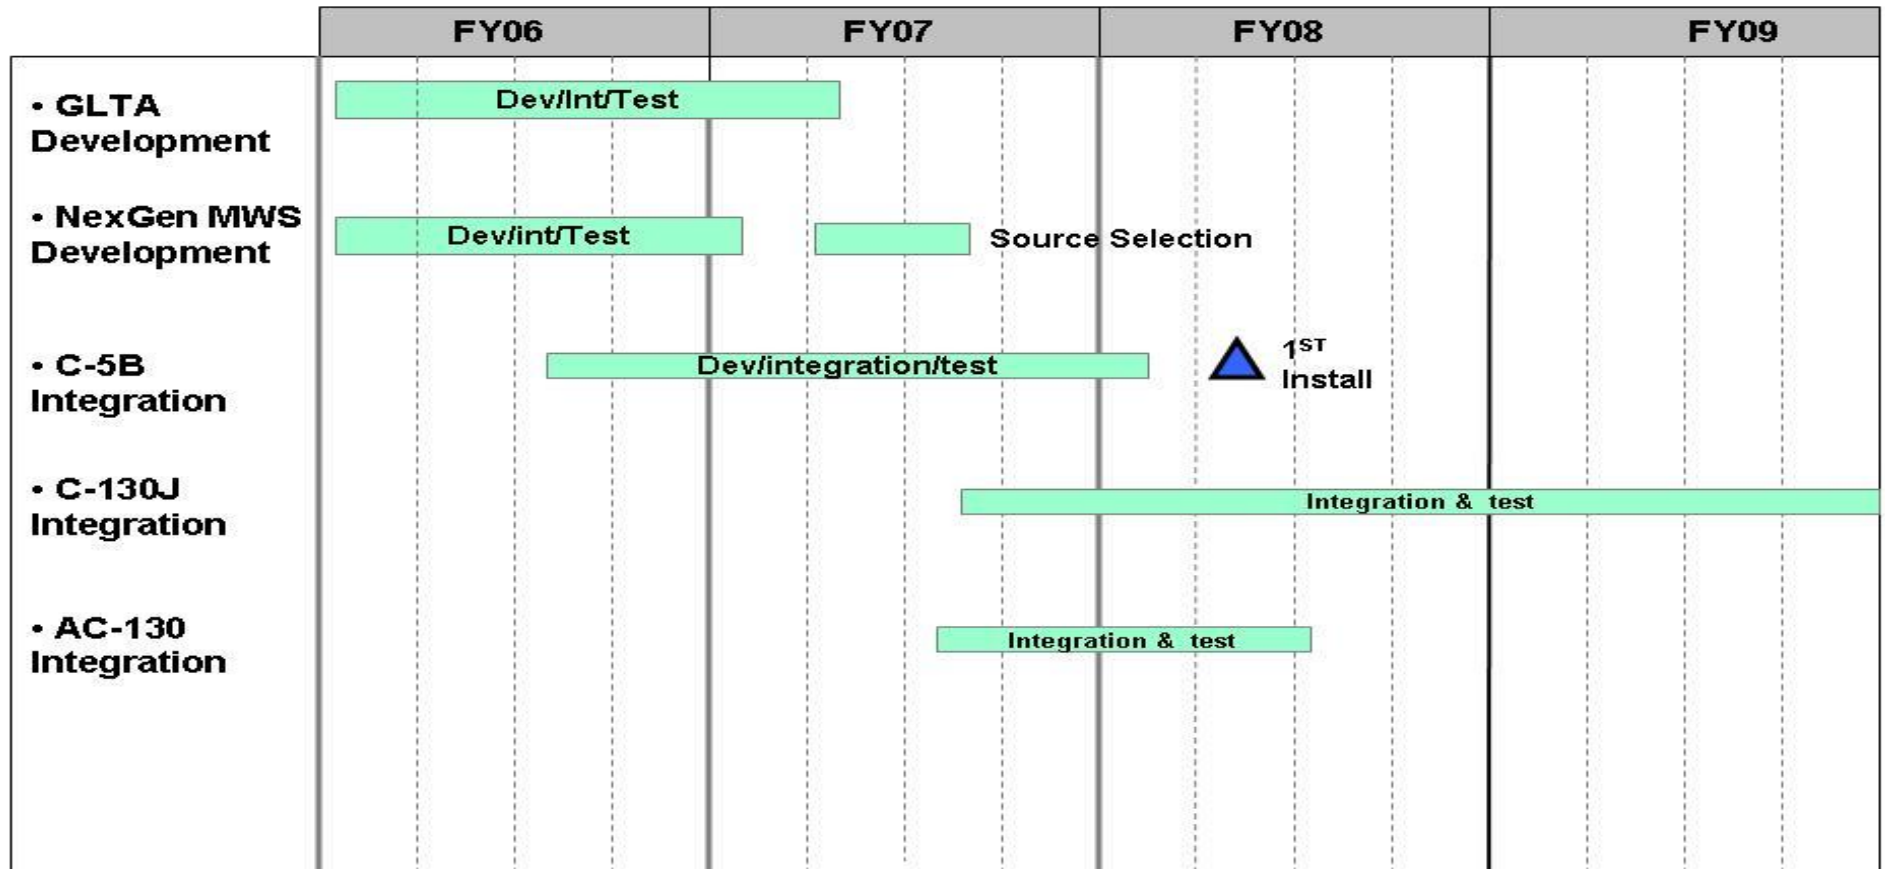 FY06 FY07 FY08 FY09
• GLTA
Development
Dev/Int/Test
• NexGen MWS
Development
Dev/int/Test
Source Selection
• C-5B
Integration
Dev/integration/test
1ST
Install
• C-130J
Integration
Integration & test
• AC-130
Integration
Integration & test